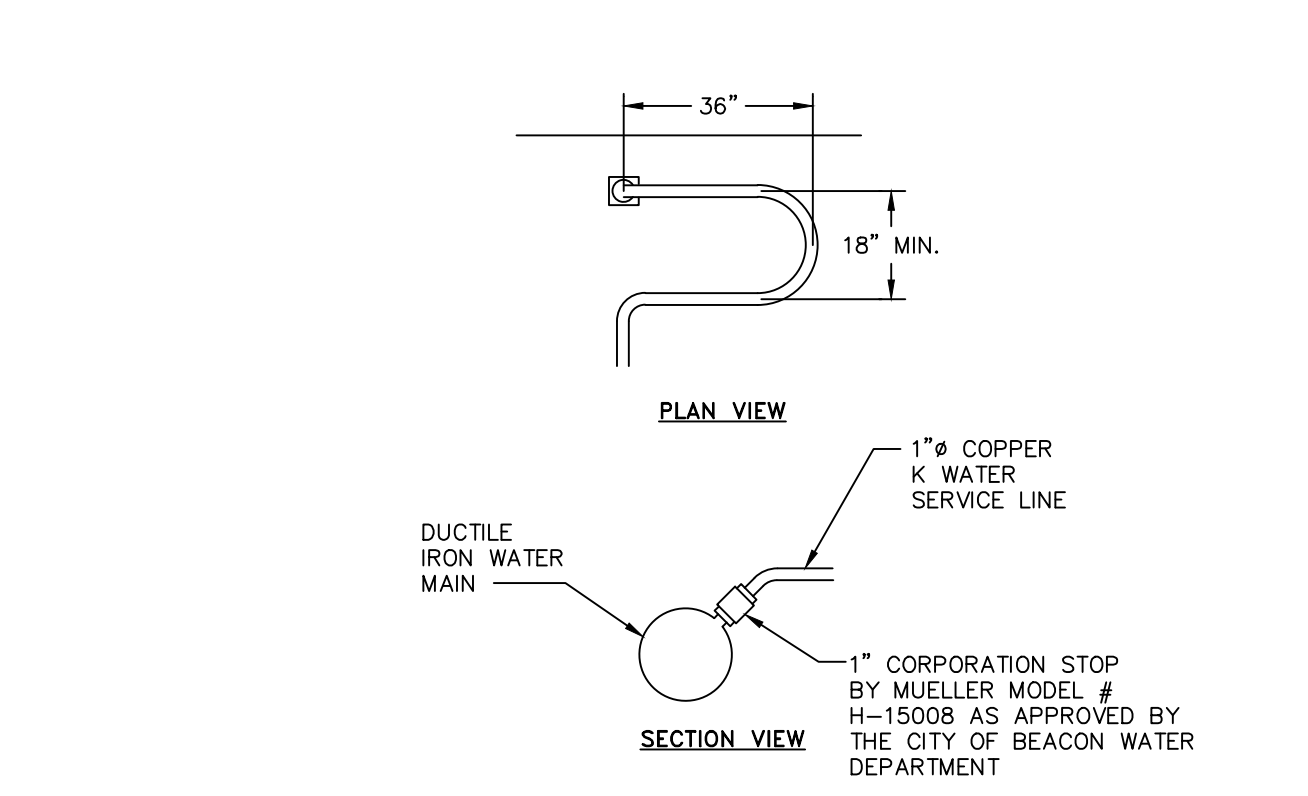 36”
18” MIN.
PLAN VIEW
1”ø COPPER
K WATER
SERVICE LINE
DUCTILE
IRON WATER
MAIN
1” CORPORATION STOP
BY MUELLER MODEL #
H–15008 AS APPROVED BY
THE CITY OF BEACON WATER
DEPARTMENT
SECTION VIEW